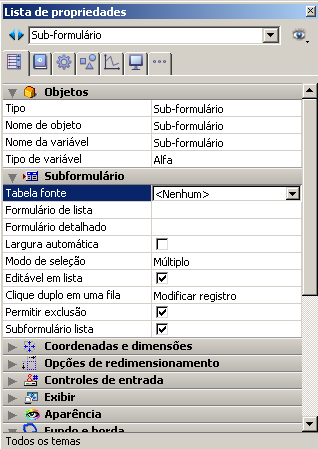 Lista de propriedades
Sub-formulário
Objetos
Tipo Sub-formulário
Nome de objeto Sub-formulário
Nome da variável Sub-formulário
Tipo de variável Alfa
Subformulário
Tabela fonte <Nenhum>
Formulário de lista
Formulário detalhado
Largura automática
Modo de seleção Múltiplo
Editável em lista
Clique duplo em uma fila Modificar registro
Permitir exclusão
Subformulário lista
Coordenadas e dimensões
Opções de redimensionamento
Controles de entrada
Exibir
Aparência
Fundo e borda
Todos os temas